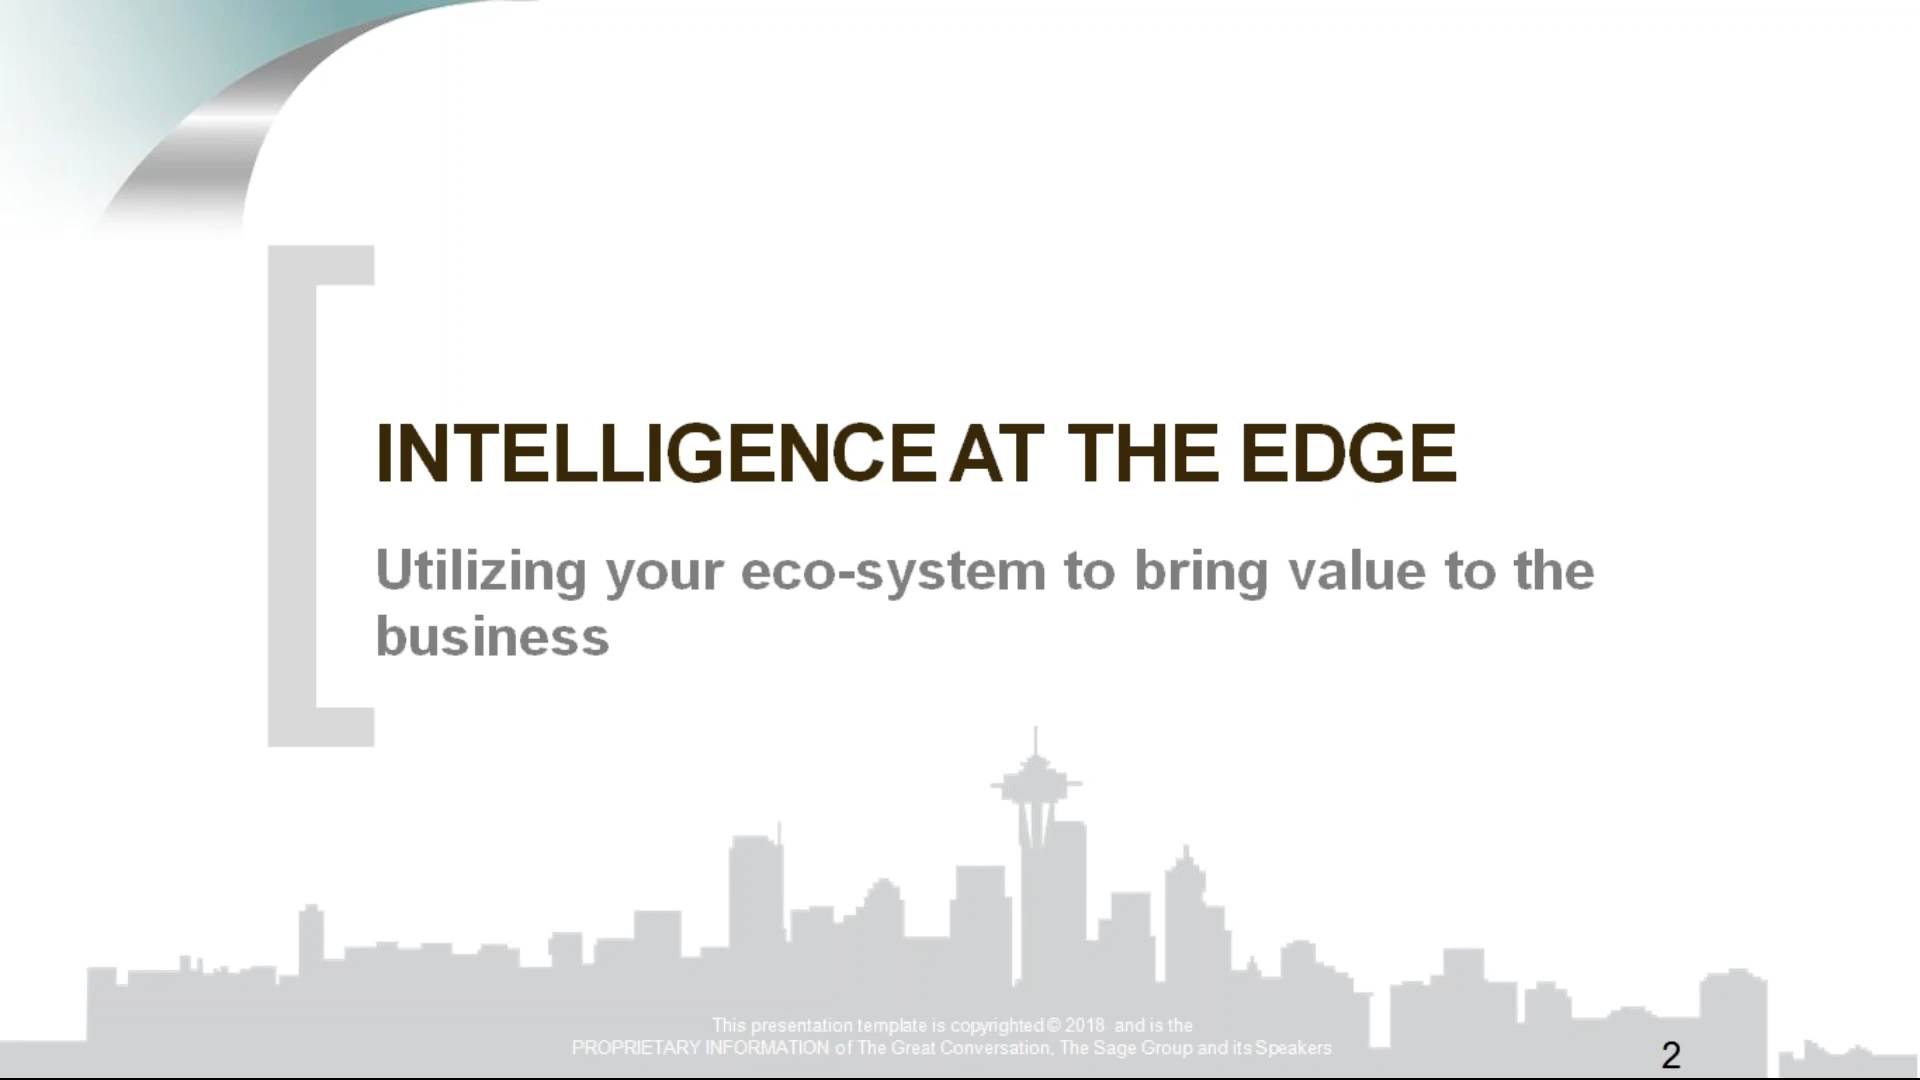 INTELLIGENCE AT THE EDGE
Utilizing your eco-system to bring value to the
business
This presentation template is copyrighted © 2018 and is the
PROPRIETARY INFORMATION of The Great Conversation, The Sage Group and its Speakers
2